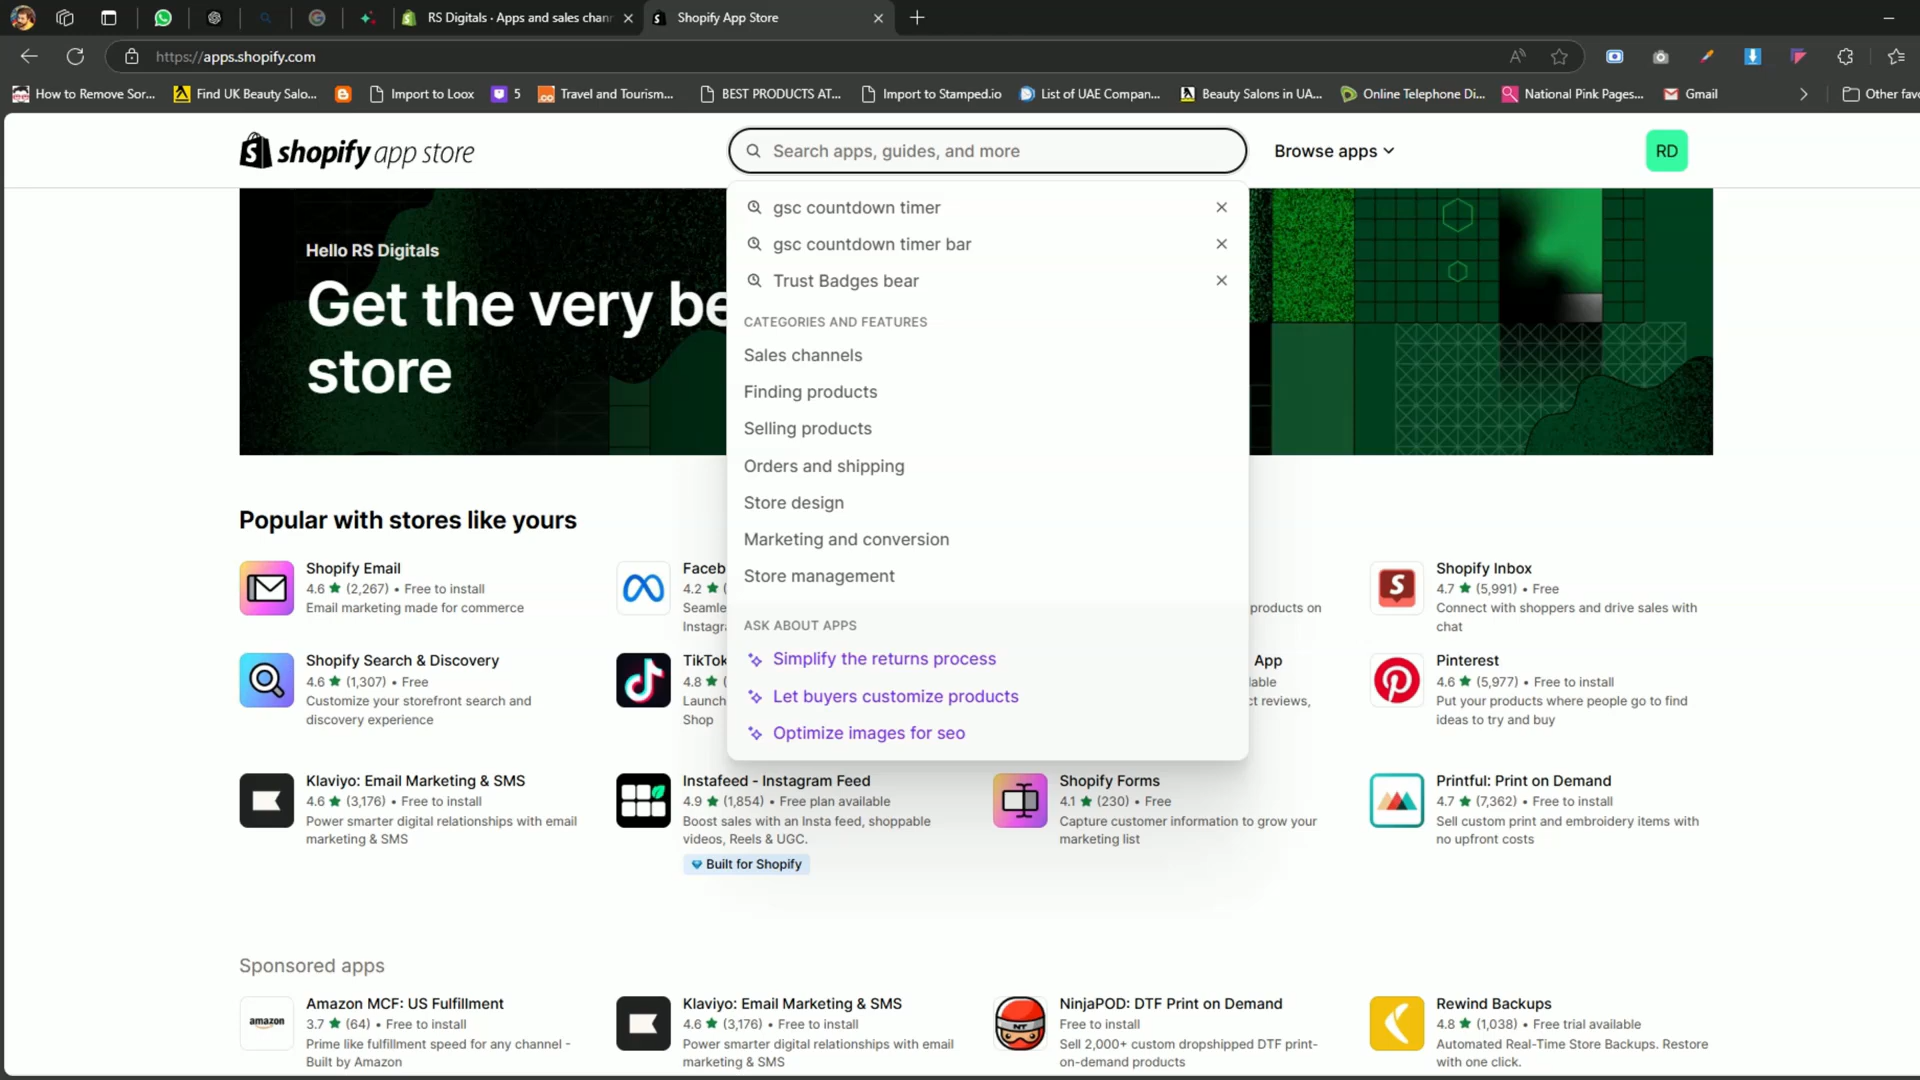 RS Digitals · Apps and sales chan
Shopify App Store
https://apps.shopify.com
How to Remove Sor...
Find UK Beauty Salo...
Import to Loox
5
Travel and Tourism...
BEST PRODUCTS AT...
Import to Stamped.io
List of UAE Compan...
Beauty Salons in UA...
Online Telephone Di...
National Pink Pages...
Gmail
Other favo
shopify app store
Search apps, guides, and more
Browse apps
RD
gsc countdown timer
gsc countdown timer bar
Trust Badges bear
CATEGORIES AND FEATURES
Sales channels
Finding products
Selling products
Orders and shipping
Store design
Marketing and conversion
Store management
ASK ABOUT APPS
Simplify the returns process
Let buyers customize products
Optimize images for seo
Hello RS Digitals
Get the very be
store
Popular with stores like yours
Shopify Email
4.6 ★ (2,267) • Free to install
Email marketing made for commerce
Faceb
4.2 ★ (
Seamle
Instagra
products on
Shopify Inbox
4.7 ★ (5,991) • Free
Connect with shoppers and drive sales with
chat
Shopify Search & Discovery
4.6 ★ (1,307) • Free
Customize your storefront search and
discovery experience
TikTok
4.8 ★ (
Launch
Shop
App
lable
ct reviews,
Pinterest
4.6 ★ (5,977) • Free to install
Put your products where people go to find
ideas to try and buy
Klaviyo: Email Marketing & SMS
4.6 ★ (3,176) • Free to install
Power smarter digital relationships with email
marketing & SMS
Instafeed - Instagram Feed
4.9 ★ (1,854) • Free plan available
Boost sales with an Insta feed, shoppable
videos, Reels & UGC.
Built for Shopify
Shopify Forms
4.1 ★ (230) • Free
Capture customer information to grow your
marketing list
Printful: Print on Demand
4.7 ★ (7,362) • Free to install
Sell custom print and embroidery items with
no upfront costs
Sponsored apps
amazon
Amazon MCF: US Fulfillment
3.7 ★ (64) • Free to install
Prime like fulfillment speed for any channel -
Built by Amazon
Klaviyo: Email Marketing & SMS
4.6 ★ (3,176) • Free to install
Power smarter digital relationships with email
marketing & SMS
NT
NinjaPOD: DTF Print on Demand
Free to install
Sell 2,000+ custom dropshipped DTF print-
on-demand products
Rewind Backups
4.8 ★ (1,038) • Free trial available
Automated Real-Time Store Backups. Restore
with one click.